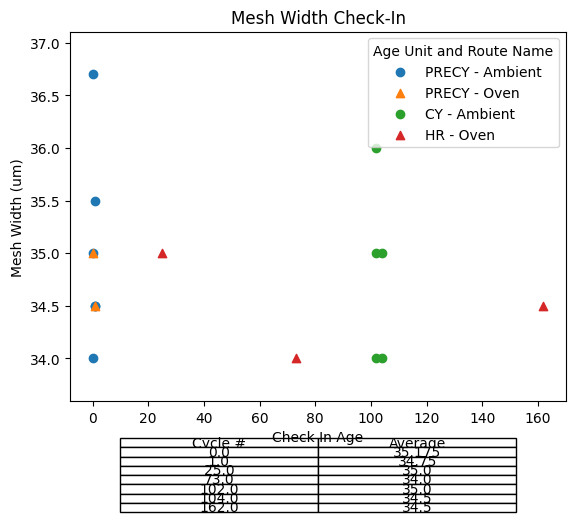 Mesh Width Check-In
Age Unit and Route Name
PRECY - Ambient
PRECY - Oven
CY - Ambient
HR - Oven
Mesh Width (um)
37.0
36.5
36.0
35.5
35.0
34.5
34.0
0 20 40 60 80 100 120 140 160
Check In Age
Cycle # Average
0.0 35.175
1.0 34.75
25.0 35.0
73.0 34.0
102.0 35.0
104.0 34.5
162.0 34.5